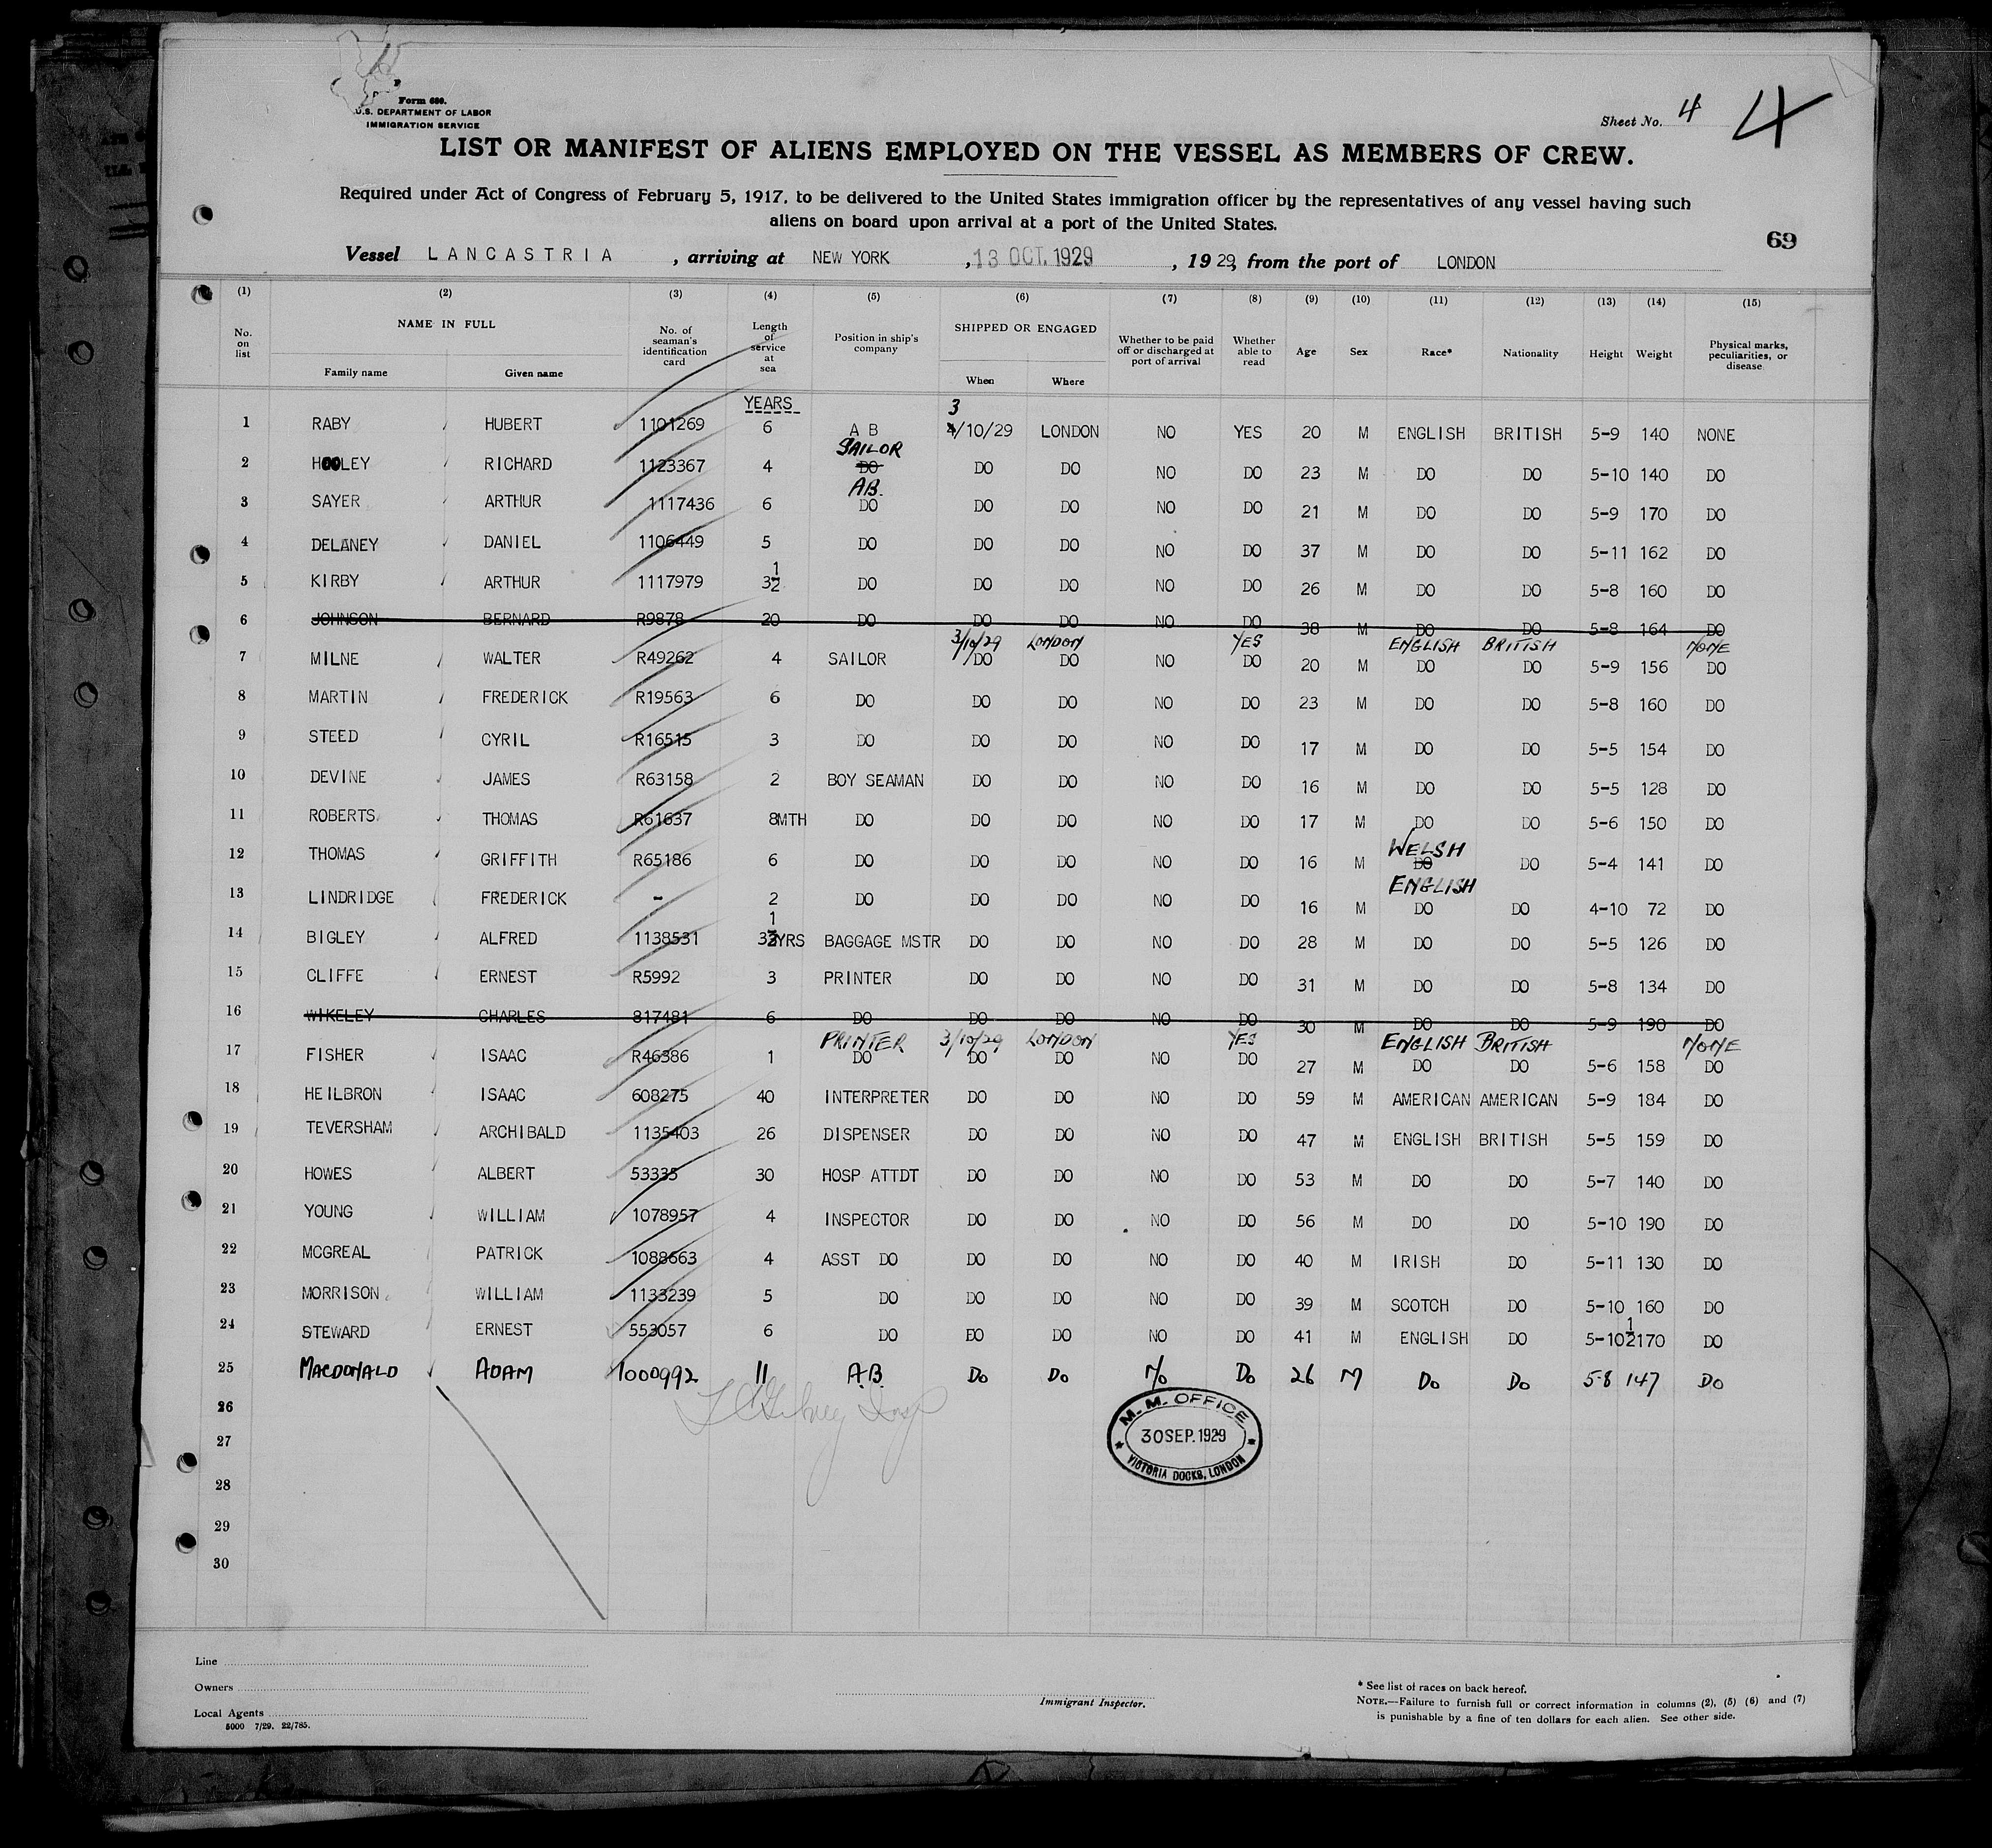 Form 680.
U.S. DEPARTMENT OF LABOR
IMMIGRATION SERVICE
Sheet No. 4 4
LIST OR MANIFEST OF ALIENS EMPLOYED ON THE VESSEL AS MEMBERS OF CREW.
Required under Act of Congress of February 5, 1917, to be delivered to the United States immigration officer by the representatives of any vessel having such
aliens on board upon arrival at a port of the United States.
69
Vessel LANCASTRIA , arriving at NEW YORK , 13 OCT. 1929 , 1929, from the port of LONDON
(1) (2) (3) (4) (5) (6) (7) (8) (9) (10) (11) (12) (13) (14) (15)
No. on list NAME IN FULL Family name Given name No. of seaman's identification card Length of service at sea Position in ship's company SHIPPED OR ENGAGED When Where Whether to be paid off or discharged at port of arrival Whether able to read Age Sex Race* Nationality Height Weight Physical marks, peculiarities, or disease
YEARS 3
1 RABY HUBERT 1101269 6 A B /10/29 LONDON NO YES 20 M ENGLISH BRITISH 5-9 140 NONE
SAILOR
2 HOOLEY RICHARD 1123367 4 DO DO DO NO DO 23 M DO DO 5-10 140 DO
A.B.
3 SAYER ARTHUR 1117436 6 DO DO DO NO DO 21 M DO DO 5-9 170 DO
4 DELANEY DANIEL 1106449 5 DO DO DO NO DO 37 M DO DO 5-11 162 DO
5 KIRBY ARTHUR 1117979 3 1/2 DO DO DO NO DO 26 M DO DO 5-8 160 DO
6 JOHNSON BERNARD R9878 20 DO DO DO NO DO 38 M DO DO 5-8 164 DO
3/10/29 LONDON YES ENGLISH BRITISH NONE
7 MILNE WALTER R49262 4 SAILOR DO DO NO DO 20 M DO DO 5-9 156 DO
8 MARTIN FREDERICK R19563 6 DO DO DO NO DO 23 M DO DO 5-8 160 DO
9 STEED CYRIL R16515 3 DO DO DO NO DO 17 M DO DO 5-5 154 DO
10 DEVINE JAMES R63158 2 BOY SEAMAN DO DO NO DO 16 M DO DO 5-5 128 DO
11 ROBERTS THOMAS R61637 8MTH DO DO DO NO DO 17 M DO DO 5-6 150 DO
WELSH
12 THOMAS GRIFFITH R65186 6 DO DO DO NO DO 16 M DO DO 5-4 141 DO
ENGLISH
13 LINDRIDGE FREDERICK - 2 DO DO DO NO DO 16 M DO DO 4-10 72 DO
14 BIGLEY ALFRED 1138531 3 1/2YRS BAGGAGE MSTR DO DO NO DO 28 M DO DO 5-5 126 DO
15 CLIFFE ERNEST R5992 3 PRINTER DO DO NO DO 31 M DO DO 5-8 134 DO
16 WIKELEY CHARLES 817481 6 DO DO DO NO DO 30 M DO DO 5-9 190 DO
PRINTER 3/10/29 LONDON YES ENGLISH BRITISH NONE
17 FISHER ISAAC R46386 1 DO DO DO NO DO 27 M DO DO 5-6 158 DO
18 HEILBRON ISAAC 608275 40 INTERPRETER DO DO NO DO 59 M AMERICAN AMERICAN 5-9 184 DO
19 TEVERSHAM ARCHIBALD 1135403 26 DISPENSER DO DO NO DO 47 M ENGLISH BRITISH 5-5 159 DO
20 HOWES ALBERT 53335 30 HOSP ATTDT DO DO NO DO 53 M DO DO 5-7 140 DO
21 YOUNG WILLIAM 1078957 4 INSPECTOR DO DO NO DO 56 M DO DO 5-10 190 DO
22 MCGREAL PATRICK 1088663 4 ASST DO DO DO NO DO 40 M IRISH DO 5-11 130 DO
23 MORRISON WILLIAM 1133239 5 DO DO DO NO DO 39 M SCOTCH DO 5-10 160 DO
24 STEWARD ERNEST 553057 6 DO EO DO NO DO 41 M ENGLISH DO 5-10 1/2 170 DO
25 MACDONALD ADAM 1000992 11 A.B. Do Do No Do 26 M Do Do 5-8 147 Do
26
27
28
29
30
M. M. OFFICE
30 SEP. 1929
VICTORIA DOCKS, LONDON
Line
Owners
Local Agents
5000 7/29. 22/785.
Immigrant Inspector.
* See list of races on back hereof.
NOTE.—Failure to furnish full or correct information in columns (2), (5) (6) and (7)
is punishable by a fine of ten dollars for each alien. See other side.